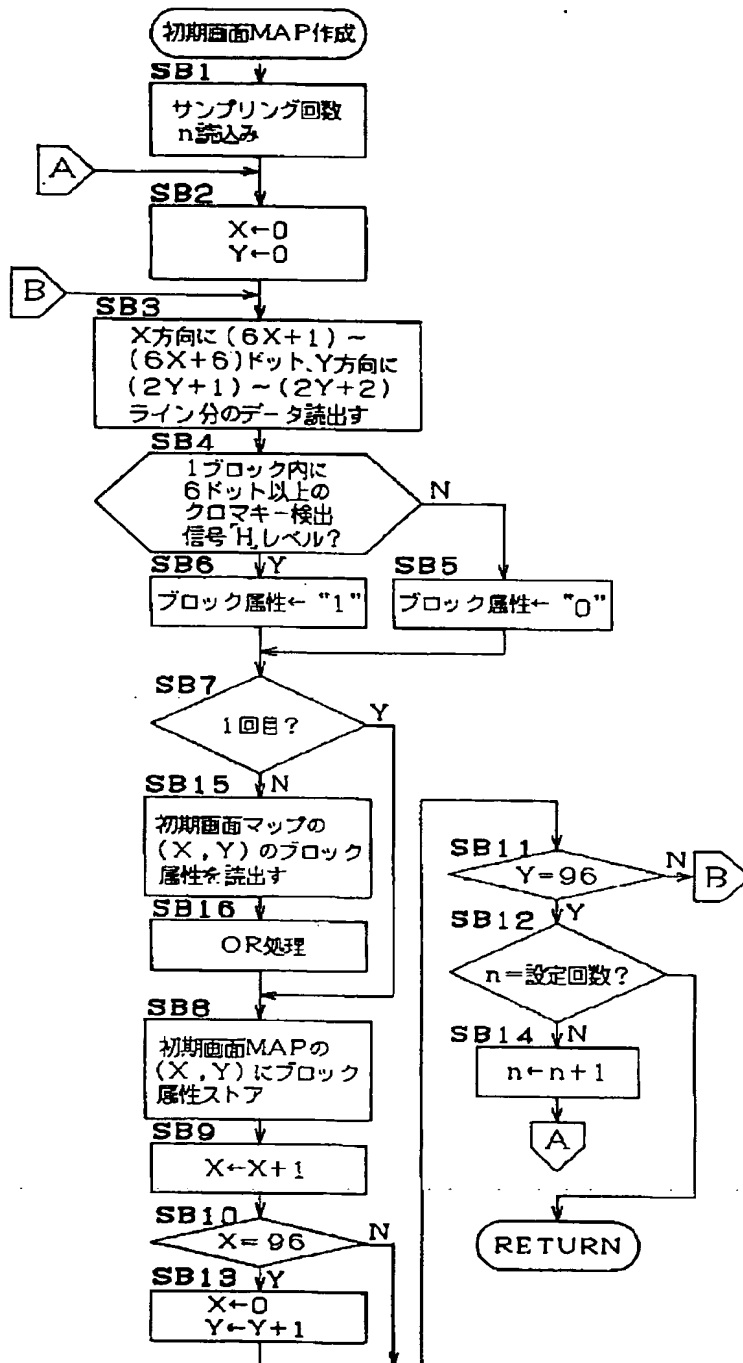 初期画面MAP作成
SB1
サンプリング回数
n読込み
A
SB2
X←0
Y←0
B
SB3
X方向に(6X+1)~
(6X+6)ドット、Y方向に
(2Y+1)~(2Y+2)
ライン分のデータ読出す
SB4
1ブロック内に
6ドット以上の
クロマキー検出
信号「H」レベル?
N
Y
SB6
ブロック属性← "1"
SB5
ブロック属性← "0"
SB7
1回目?
Y
N
SB15
初期画面マップの
(X,Y)のブロック
属性を読出す
SB16
OR処理
SB8
初期画面MAPの
(X,Y)にブロック
属性ストア
SB9
X←X+1
SB10
X=96
N
Y
SB13
X←0
Y←Y+1
SB11
Y=96
N
B
Y
SB12
n=設定回数?
N
SB14
n←n+1
A
RETURN